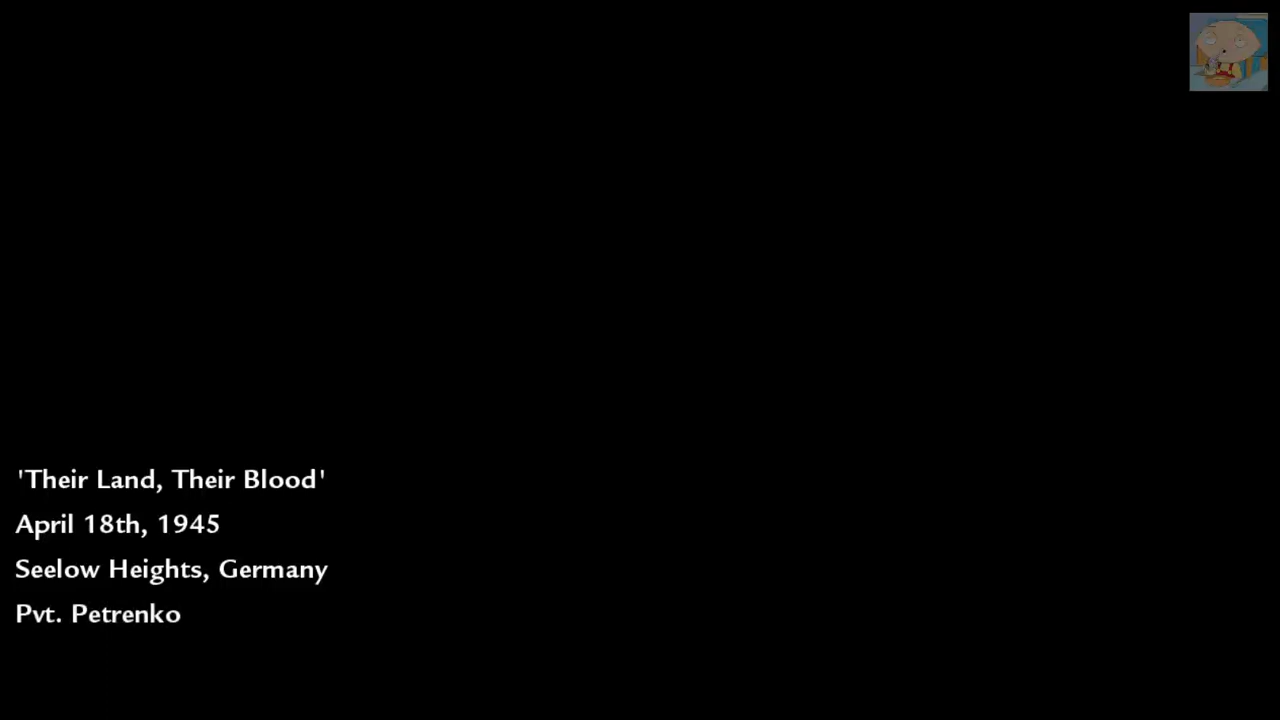 'Their Land, Their Blood'
April 18th, 1945
Seelow Heights, Germany
Pvt. Petrenko